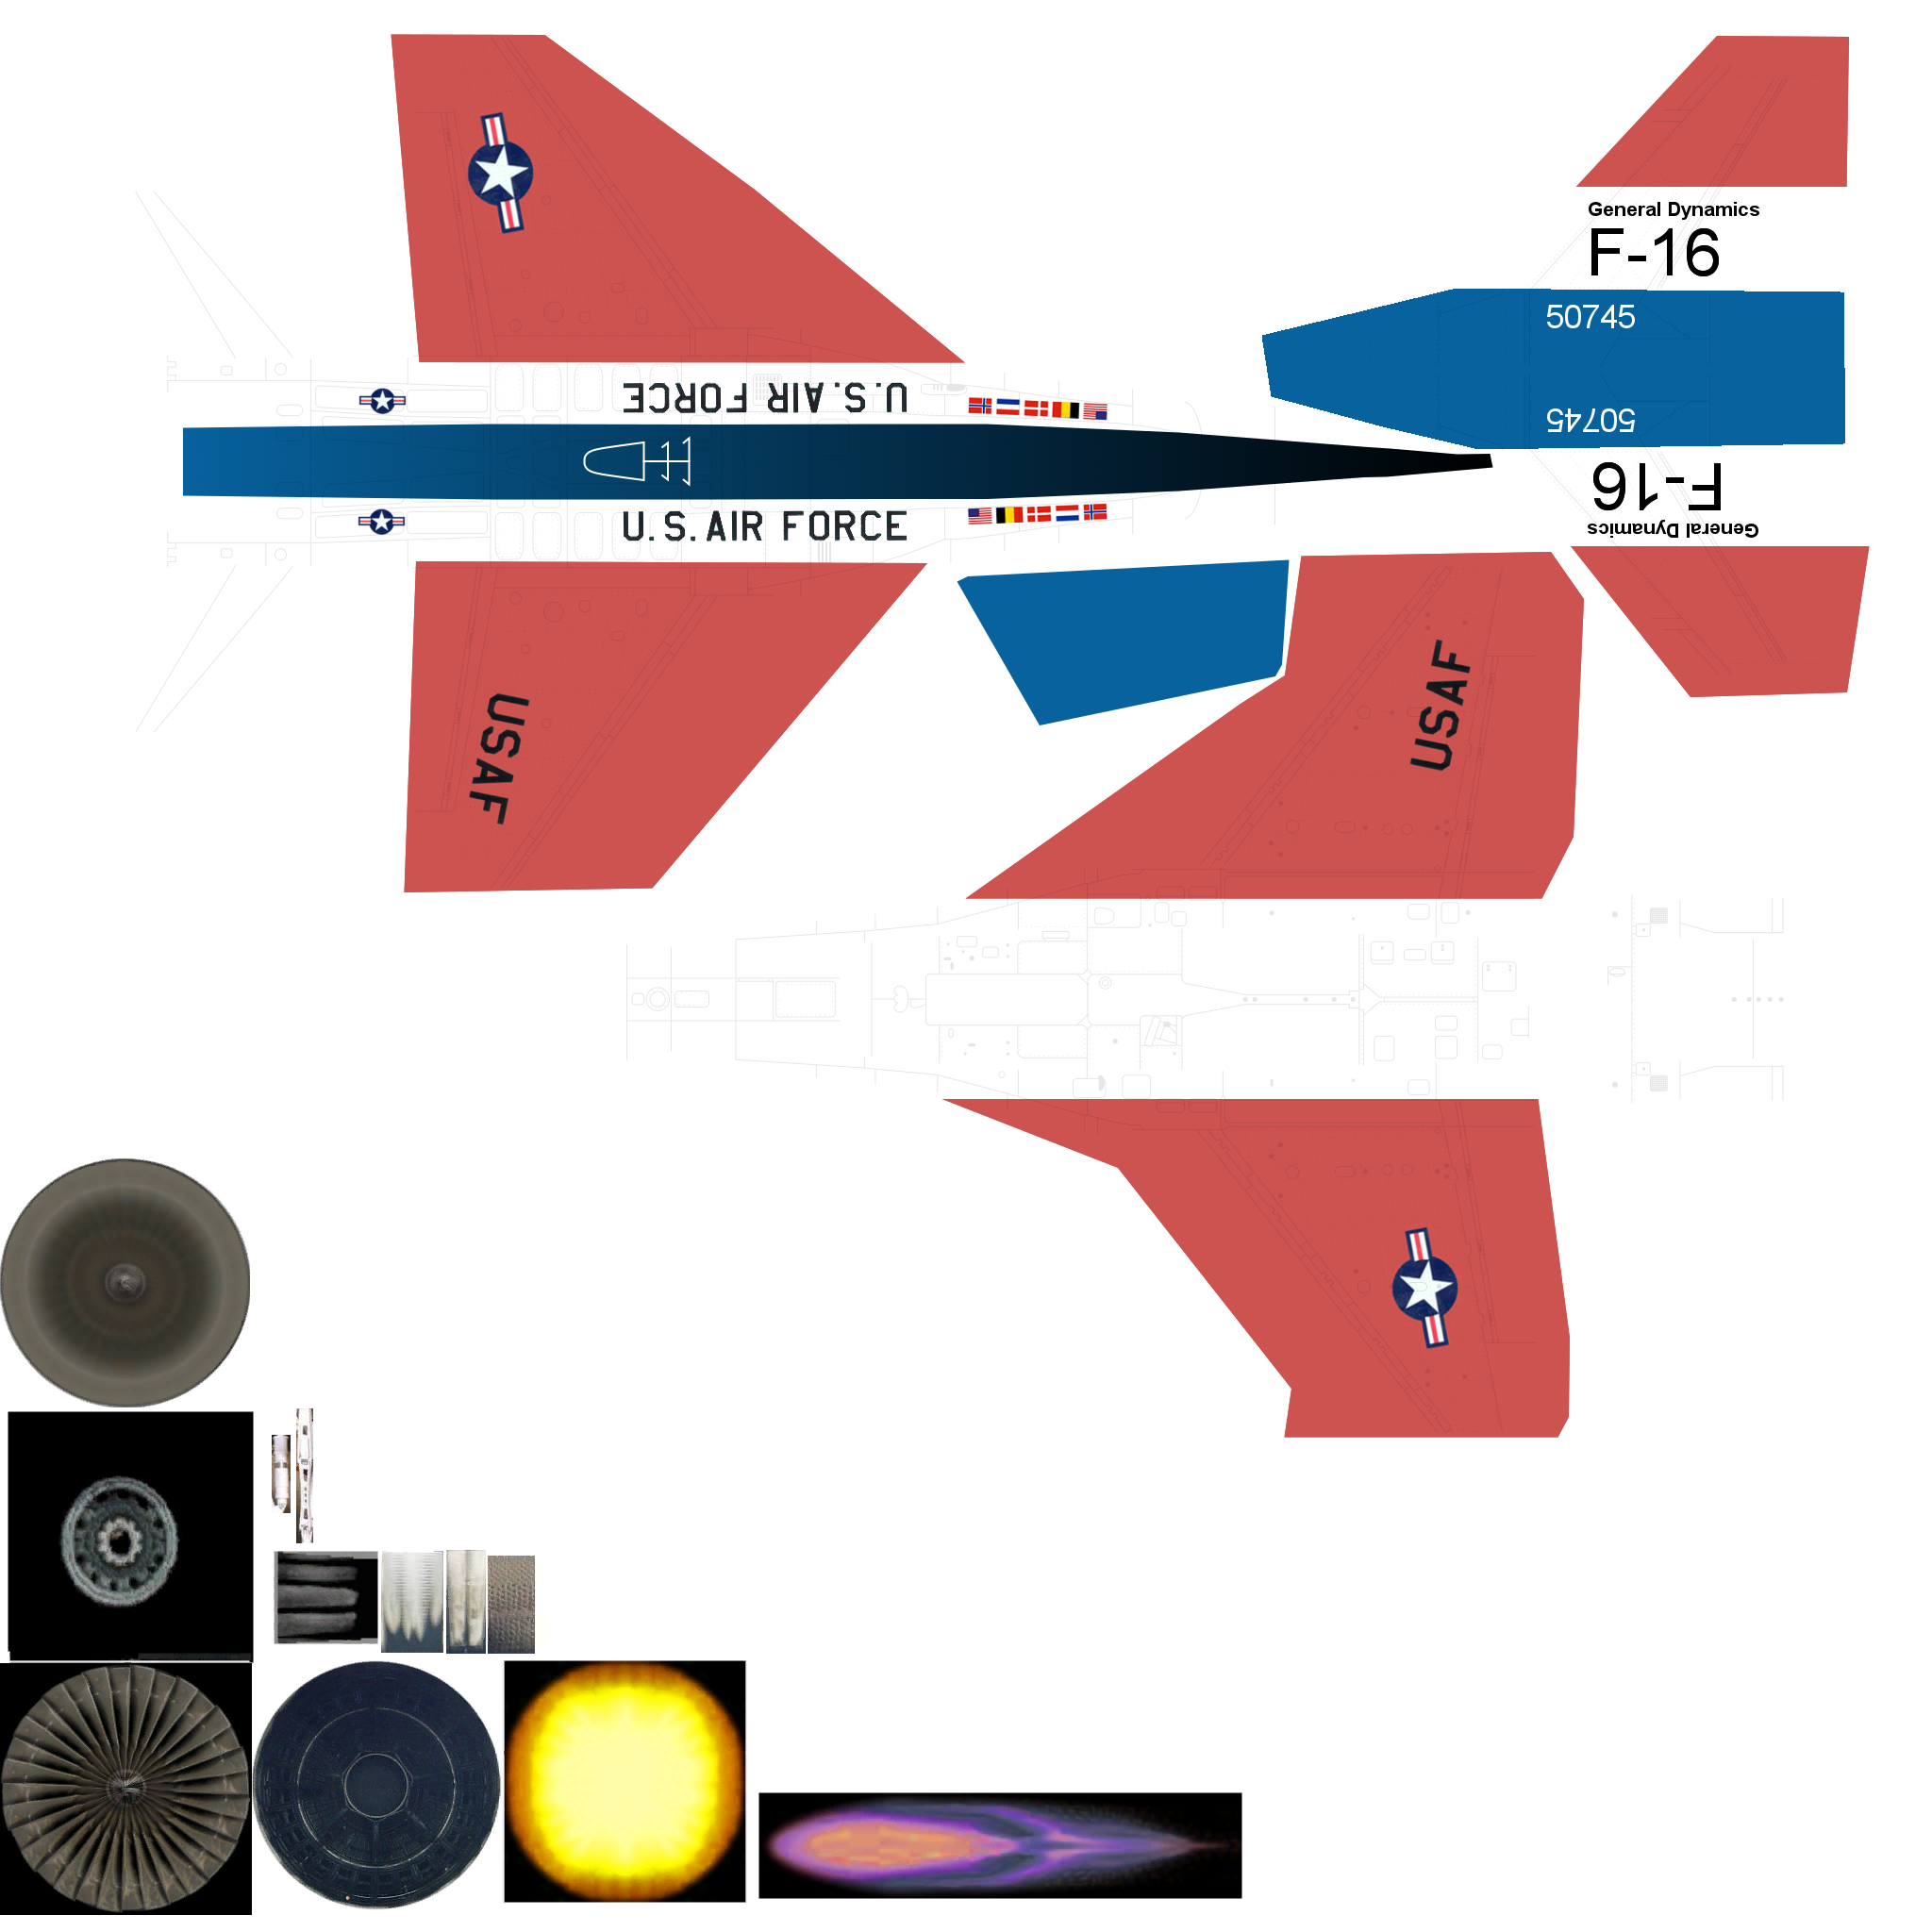 General Dynamics
F-16
50745
U.S.AIR FORCE
50745
F-16
General Dynamics
U.S.AIR FORCE
USAF
USAF